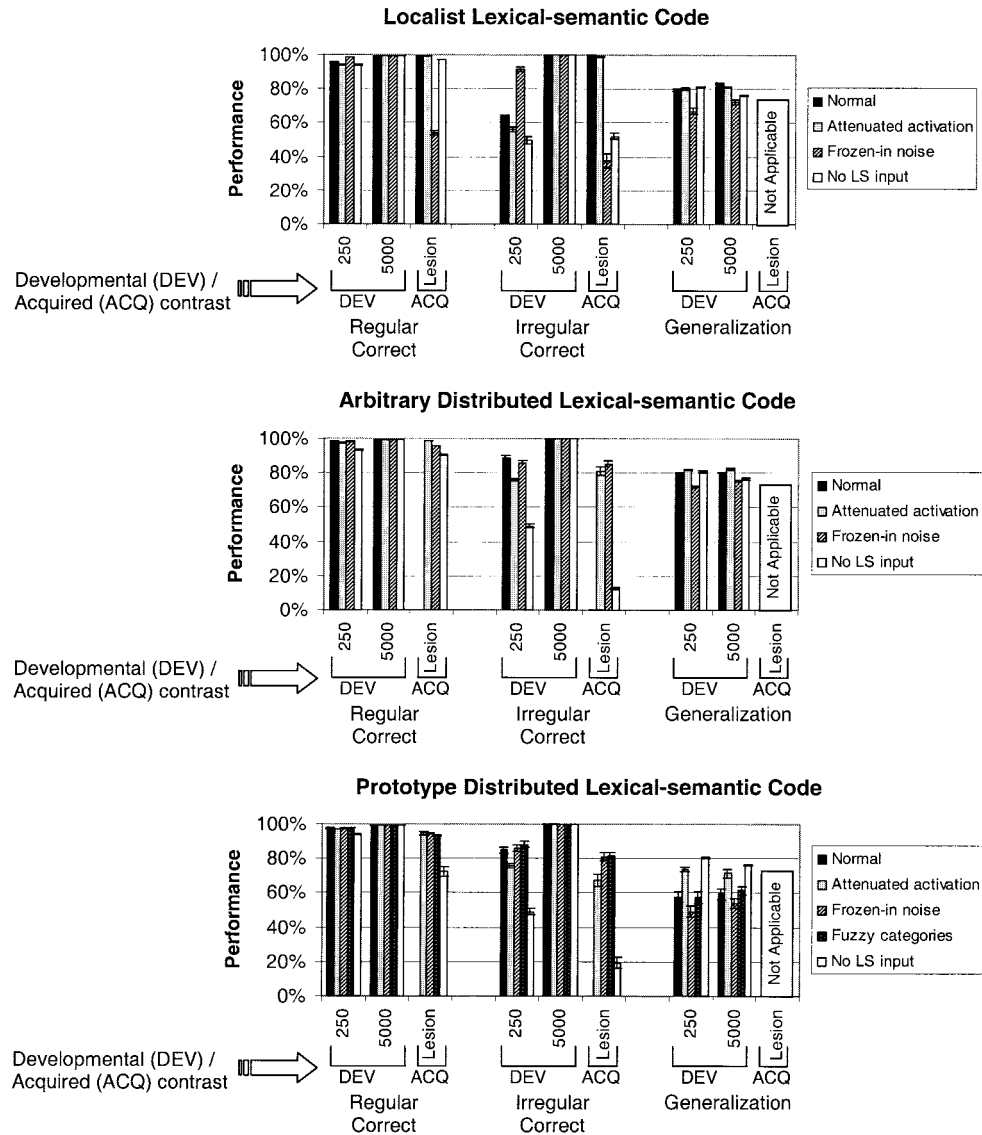 Localist Lexical-semantic Code
Performance
100%
80%
60%
40%
20%
0%
Normal
Attenuated activation
Frozen-in noise
No LS input
Not Applicable
250
5000
Lesion
250
5000
Lesion
250
5000
Lesion
Developmental (DEV) /
Acquired (ACQ) contrast
DEV ACQ DEV ACQ DEV ACQ
Regular Irregular Generalization
Correct Correct
Arbitrary Distributed Lexical-semantic Code
Performance
100%
80%
60%
40%
20%
0%
Normal
Attenuated activation
Frozen-in noise
No LS input
Not Applicable
250
5000
Lesion
250
5000
Lesion
250
5000
Lesion
Developmental (DEV) /
Acquired (ACQ) contrast
DEV ACQ DEV ACQ DEV ACQ
Regular Irregular Generalization
Correct Correct
Prototype Distributed Lexical-semantic Code
Performance
100%
80%
60%
40%
20%
0%
Normal
Attenuated activation
Frozen-in noise
Fuzzy categories
No LS input
Not Applicable
250
5000
Lesion
250
5000
Lesion
250
5000
Lesion
Developmental (DEV) /
Acquired (ACQ) contrast
DEV ACQ DEV ACQ DEV ACQ
Regular Irregular Generalization
Correct Correct